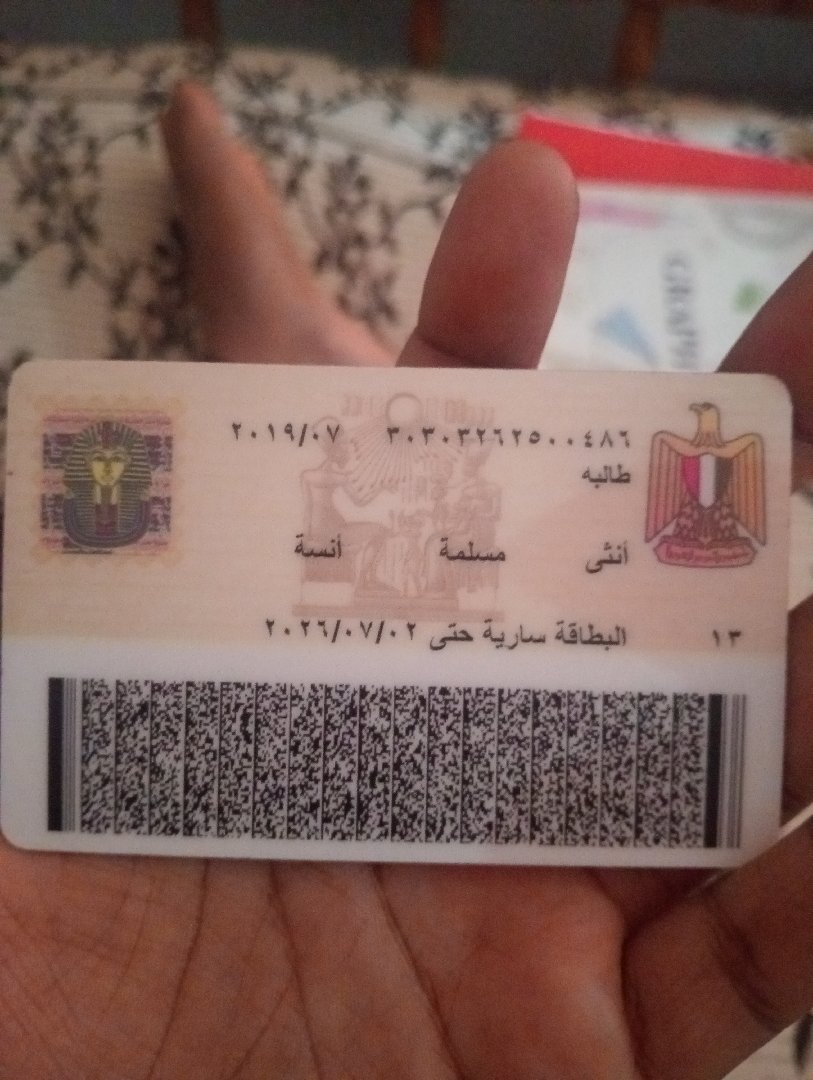 ٣٠٣٠٣٢٦٢٥٠٠٤٨٦ ٢٠١٩/٠٧
طالبه
أنثى مسلمة أنسة
١٣ البطاقة سارية حتى ٢٠٢٦/٠٧/٠٢